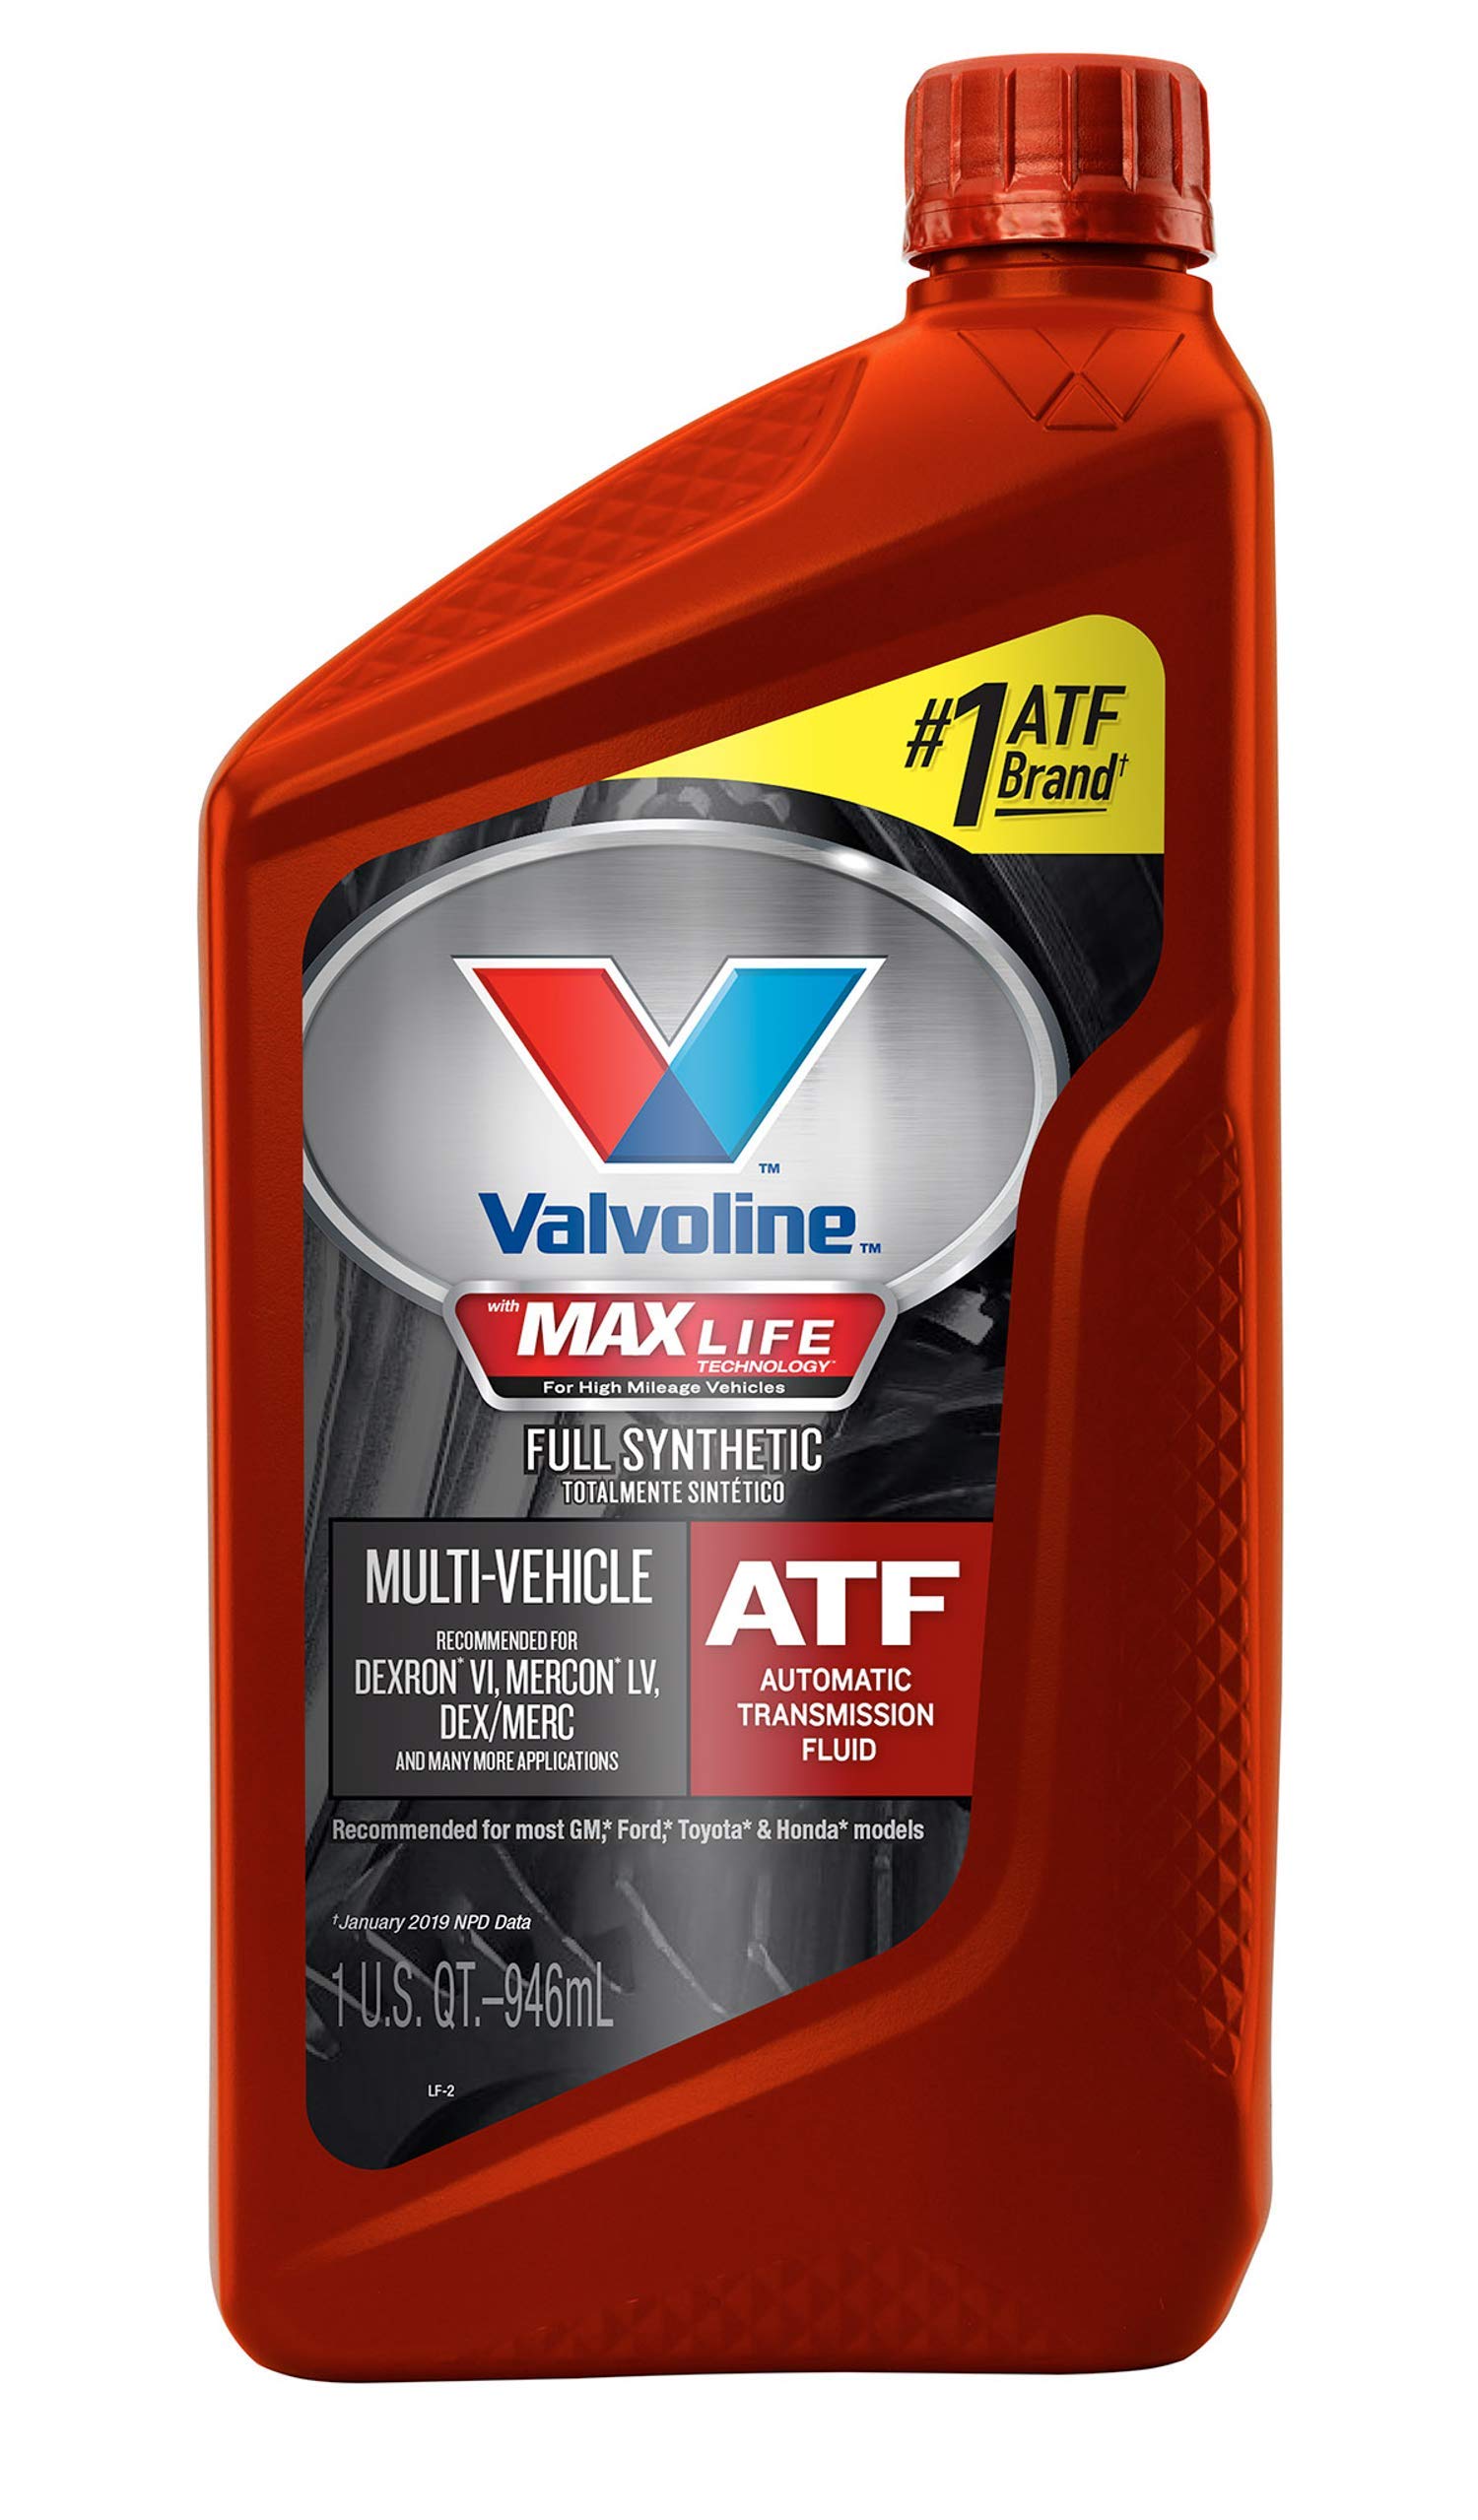 #1 ATF
Brand†
Valvoline™
with MAXLIFE
TECHNOLOGY™
For High Mileage Vehicles
FULL SYNTHETIC
TOTALMENTE SINTÉTICO
MULTI-VEHICLE
RECOMMENDED FOR
DEXRON* VI, MERCON* LV,
DEX/MERC
AND MANY MORE APPLICATIONS
ATF
AUTOMATIC
TRANSMISSION
FLUID
Recommended for most GM,* Ford,* Toyota* & Honda* models
†January 2019 NPD Data
1 U.S. QT.–946mL
LF-2